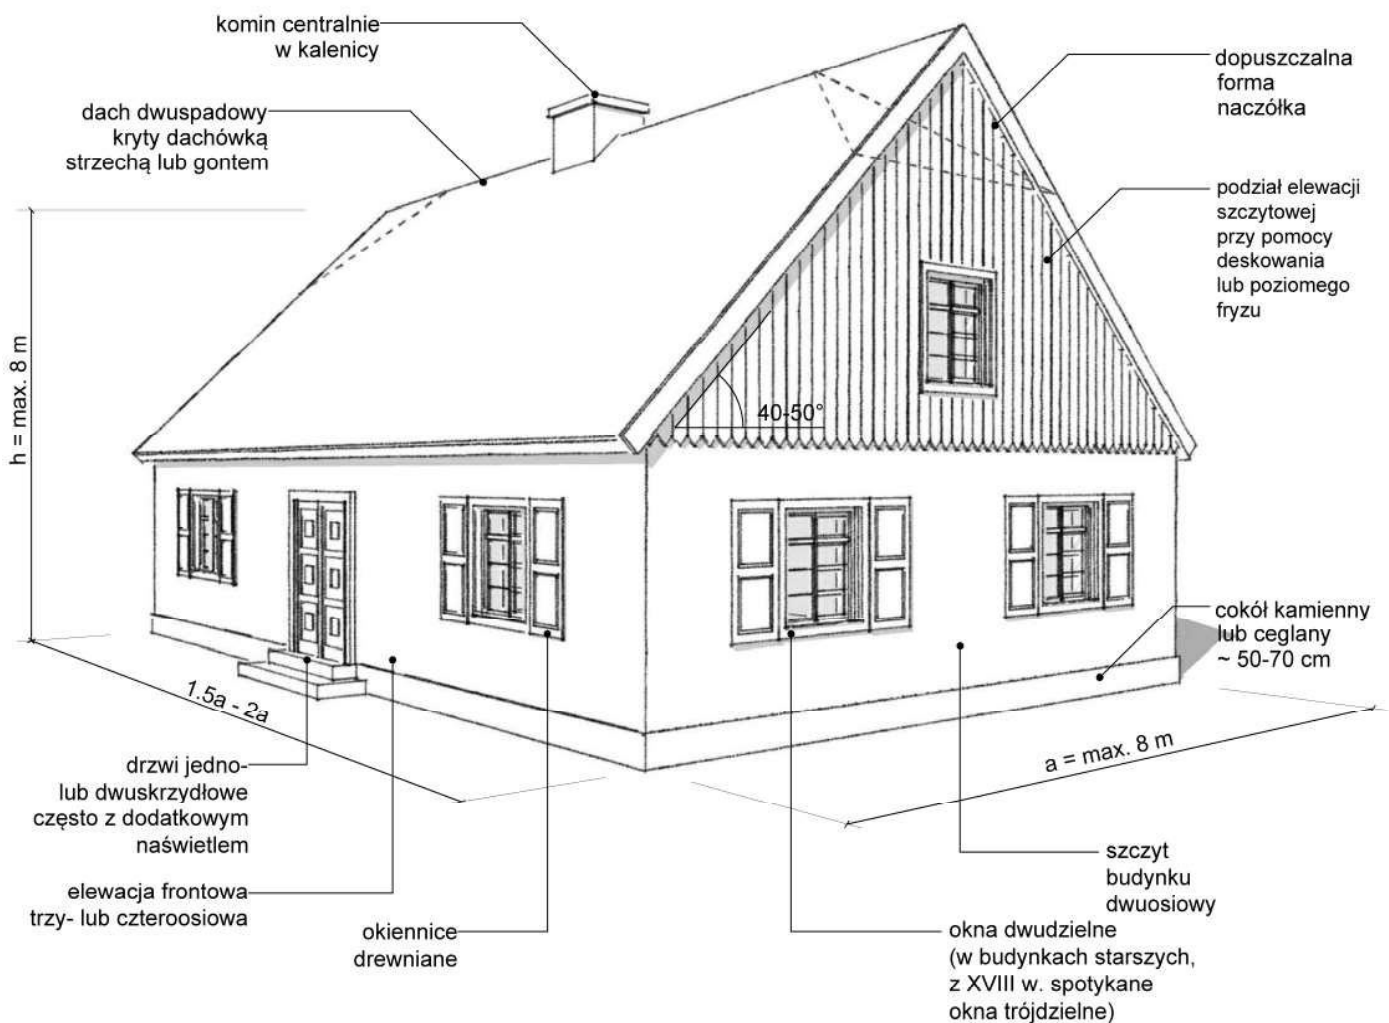 komin centralnie
w kalenicy
dach dwuspadowy
kryty dachówką
strzechą lub gontem
dopuszczalna
forma
naczółka
podział elewacji
szczytowej
przy pomocy
deskowania
lub poziomego
fryzu
h = max. 8 m
40-50°
cokół kamienny
lub ceglany
~ 50-70 cm
1.5a - 2a
a = max. 8 m
drzwi jedno-
lub dwuskrzydłowe
często z dodatkowym
naświetlem
elewacja frontowa
trzy- lub czteroosiowa
okiennice
drewniane
szczyt
budynku
dwuosiowy
okna dwudzielne
(w budynkach starszych,
z XVIII w. spotykane
okna trójdzielne)